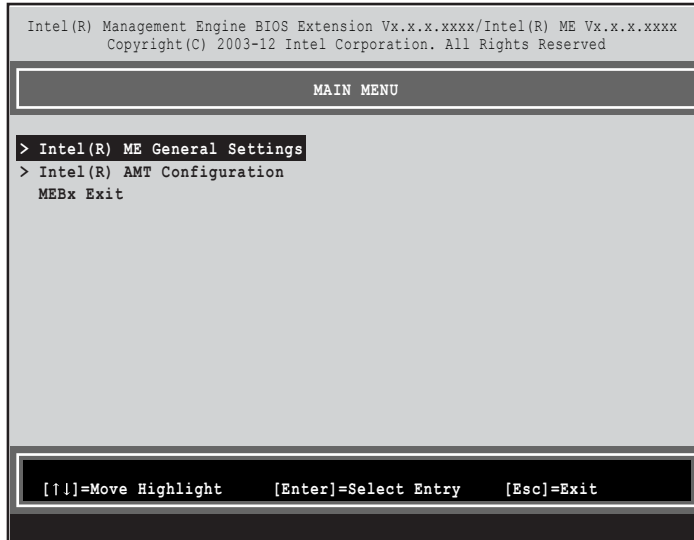 Intel(R) Management Engine BIOS Extension Vx.x.x.xxxx/Intel(R) ME Vx.x.x.xxxx
Copyright(C) 2003-12 Intel Corporation. All Rights Reserved
MAIN MENU
> Intel(R) ME General Settings
> Intel(R) AMT Configuration
MEBx Exit
[↑↓]=Move Highlight [Enter]=Select Entry [Esc]=Exit